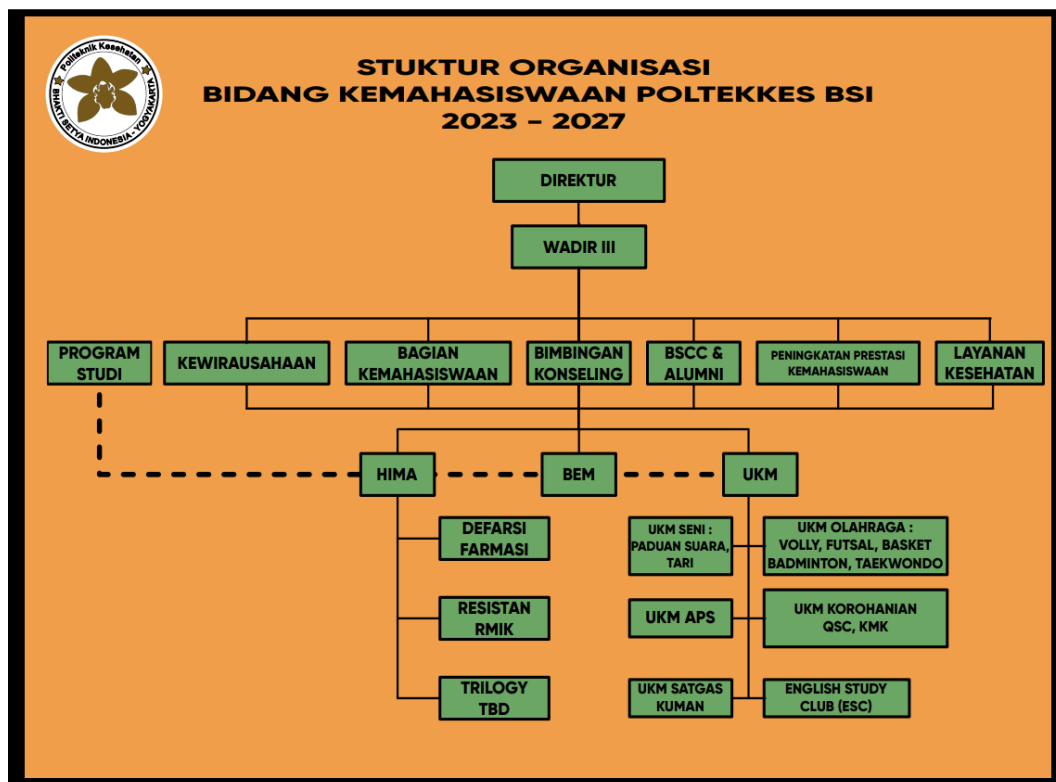 Politeknik Kesehatan
BHAKTI SETYA INDONESIA - YOGYAKARTA
STUKTUR ORGANISASI
BIDANG KEMAHASISWAAN POLTEKKES BSI
2023 – 2027
DIREKTUR
WADIR III
PROGRAM
STUDI
KEWIRAUSAHAAN
BAGIAN
KEMAHASISWAAN
BIMBINGAN
KONSELING
BSCC &
ALUMNI
PENINGKATAN PRESTASI
KEMAHASISWAAN
LAYANAN
KESEHATAN
HIMA
BEM
UKM
DEFARSI
FARMASI
RESISTAN
RMIK
TRILOGY
TBD
UKM SENI :
PADUAN SUARA,
TARI
UKM OLAHRAGA :
VOLLY, FUTSAL, BASKET
BADMINTON, TAEKWONDO
UKM APS
UKM KOROHANIAN
QSC, KMK
UKM SATGAS
KUMAN
ENGLISH STUDY
CLUB (ESC)